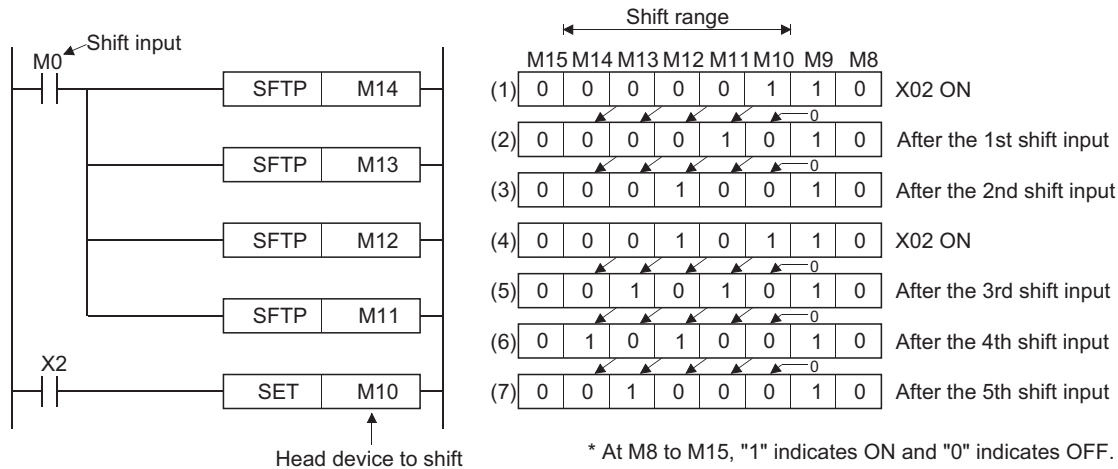 Shift input
M0
SFTP M14
SFTP M13
SFTP M12
SFTP M11
X2
SET M10
Head device to shift
Shift range
M15 M14 M13 M12 M11 M10 M9 M8
(1) 0 0 0 0 0 1 1 0 X02 ON
0
(2) 0 0 0 0 1 0 1 0 After the 1st shift input
0
(3) 0 0 0 1 0 0 1 0 After the 2nd shift input
(4) 0 0 0 1 0 1 1 0 X02 ON
0
(5) 0 0 1 0 1 0 1 0 After the 3rd shift input
0
(6) 0 1 0 1 0 0 1 0 After the 4th shift input
0
(7) 0 0 1 0 0 0 1 0 After the 5th shift input
* At M8 to M15, "1" indicates ON and "0" indicates OFF.